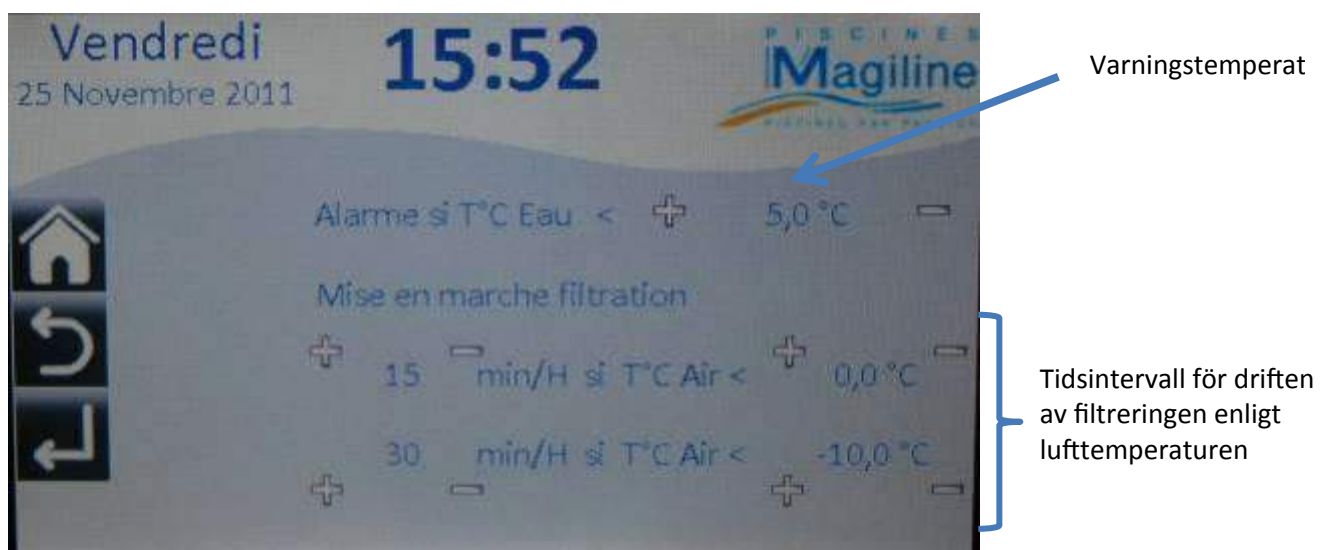 Vendredi
25 Novembre 2011
15:52
PISCINES
Magiline
Varningstemperat
Alarme si T°C Eau < + 5,0 °C −
Mise en marche filtration
+ 15 − min/H si T°C Air < + 0,0 °C −
30 min/H si T°C Air < -10,0 °C
+ − + −
Tidsintervall för driften
av filtreringen enligt
lufttemperaturen